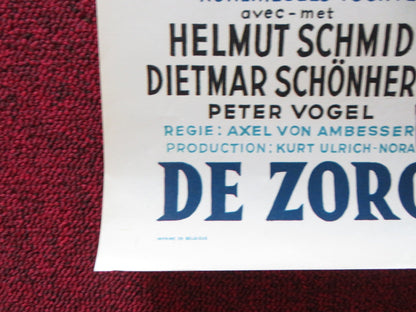 avec-met
HELMUT SCHMID
DIETMAR SCHÖNHER
PETER VOGEL
REGIE: AXEL VON AMBESSER
PRODUCTION: KURT ULRICH-NORA
DE ZORG